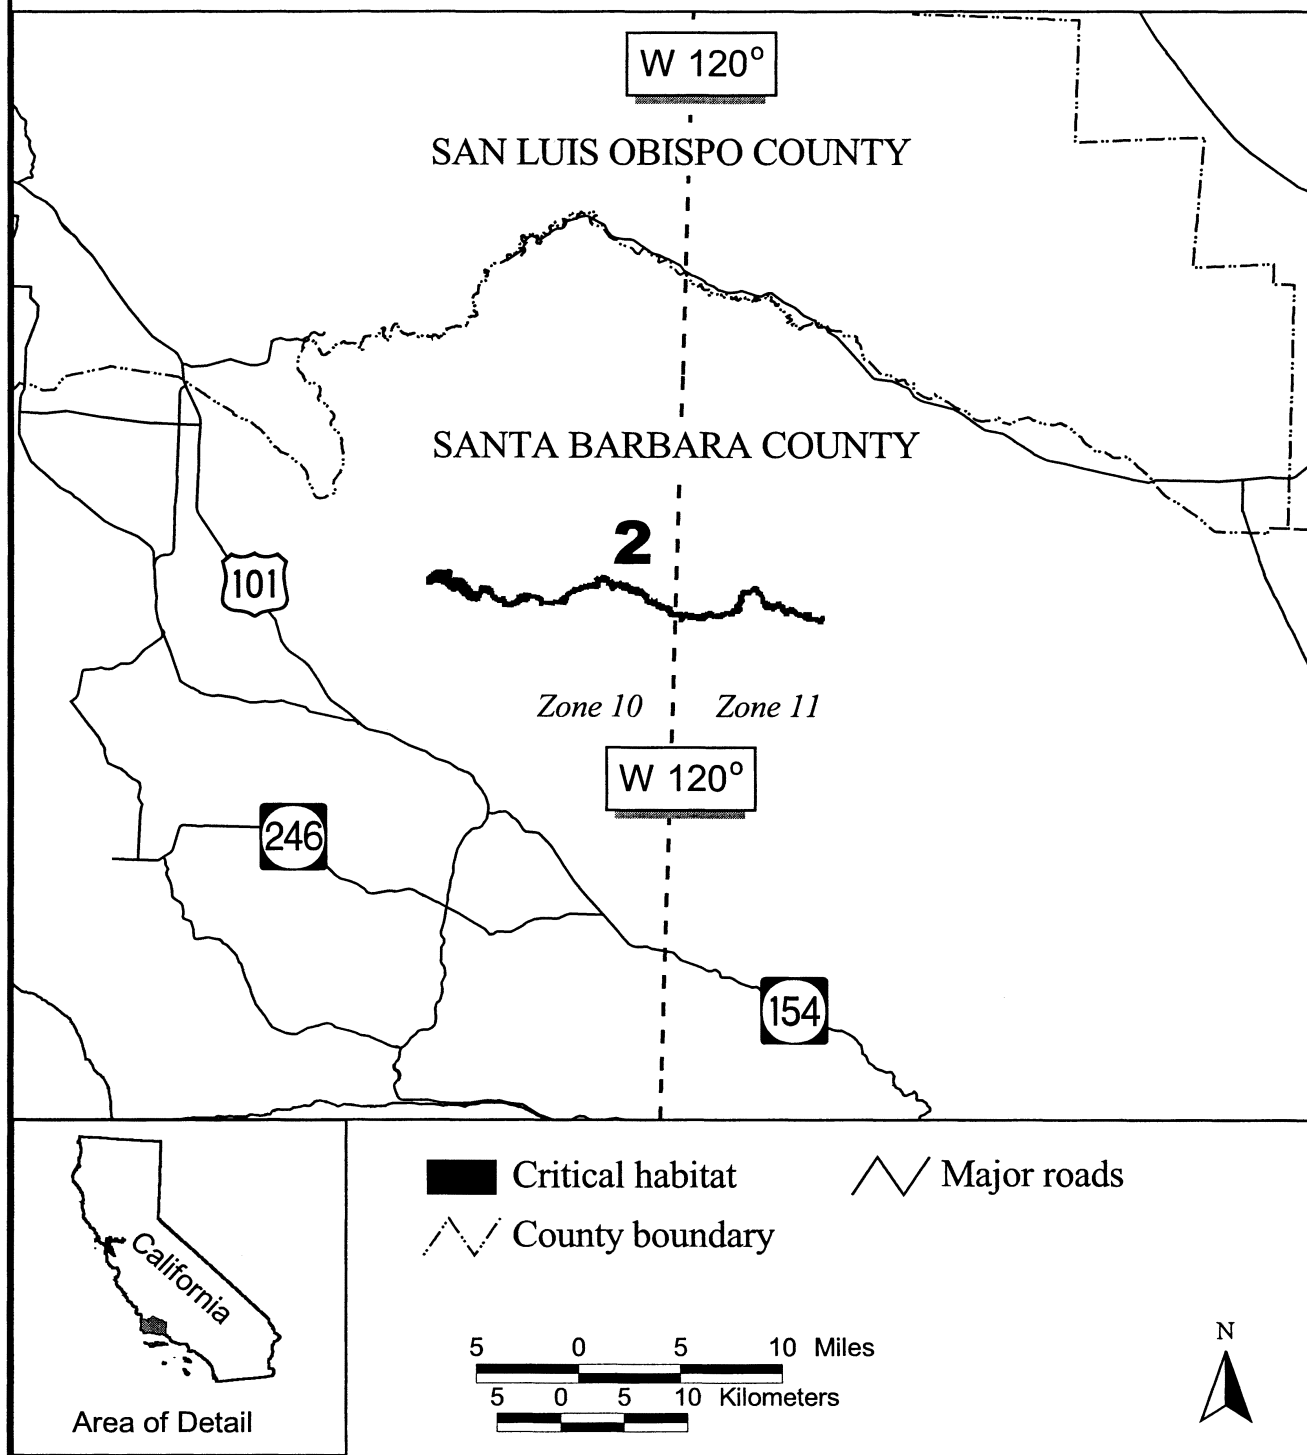 W 120°
SAN LUIS OBISPO COUNTY
SANTA BARBARA COUNTY
2
101
Zone 10 Zone 11
W 120°
246
154
California
Area of Detail
Critical habitat
Major roads
County boundary
5 0 5 10 Miles
5 0 5 10 Kilometers
N